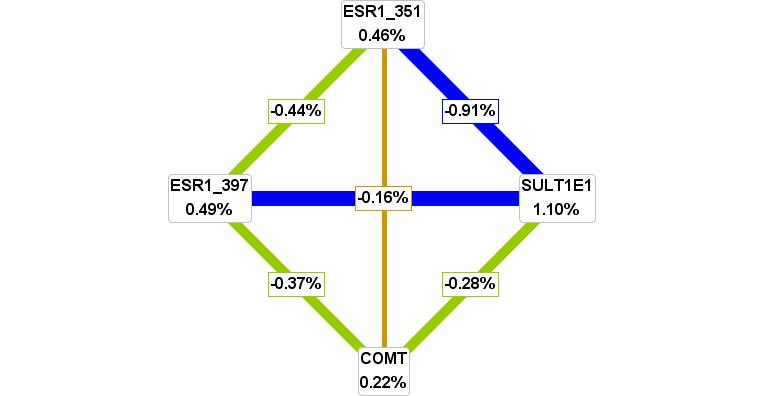 ESR1_351
0.46%
-0.44%
-0.91%
ESR1_397
0.49%
-0.16%
SULT1E1
1.10%
-0.37%
-0.28%
COMT
0.22%